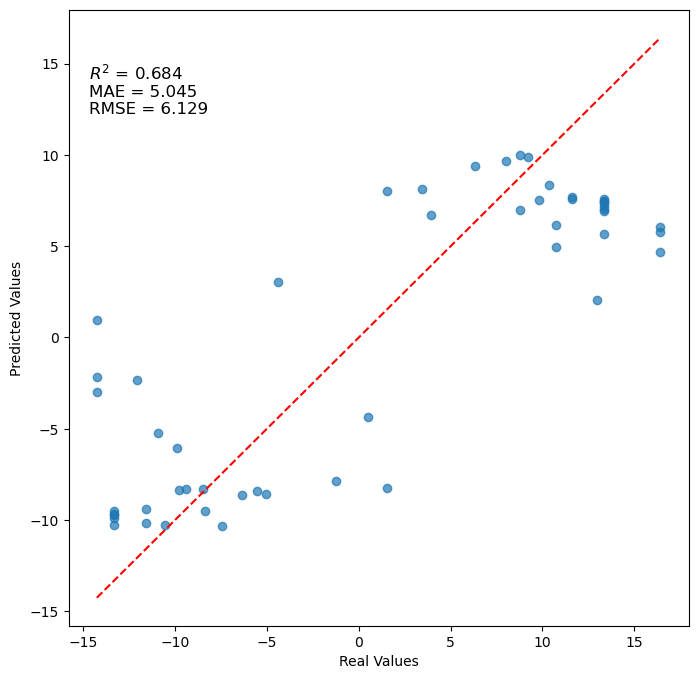 R² = 0.684
MAE = 5.045
RMSE = 6.129
15
10
5
0
−5
−10
−15
Predicted Values
−15 −10 −5 0 5 10 15
Real Values